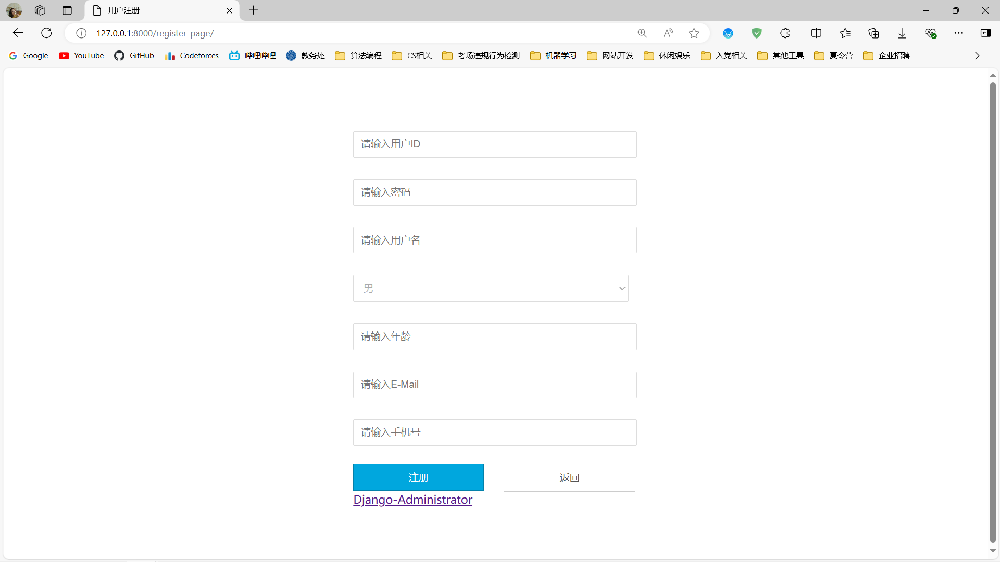 用户注册
127.0.0.1:8000/register_page/
Google YouTube GitHub Codeforces 哔哩哔哩 教务处 算法编程 CS相关 考场违规行为检测 机器学习 网站开发 休闲娱乐 入党相关 其他工具 夏令营 企业招聘
请输入用户ID
请输入密码
请输入用户名
男
请输入年龄
请输入E-Mail
请输入手机号
注册 返回
Django-Administrator